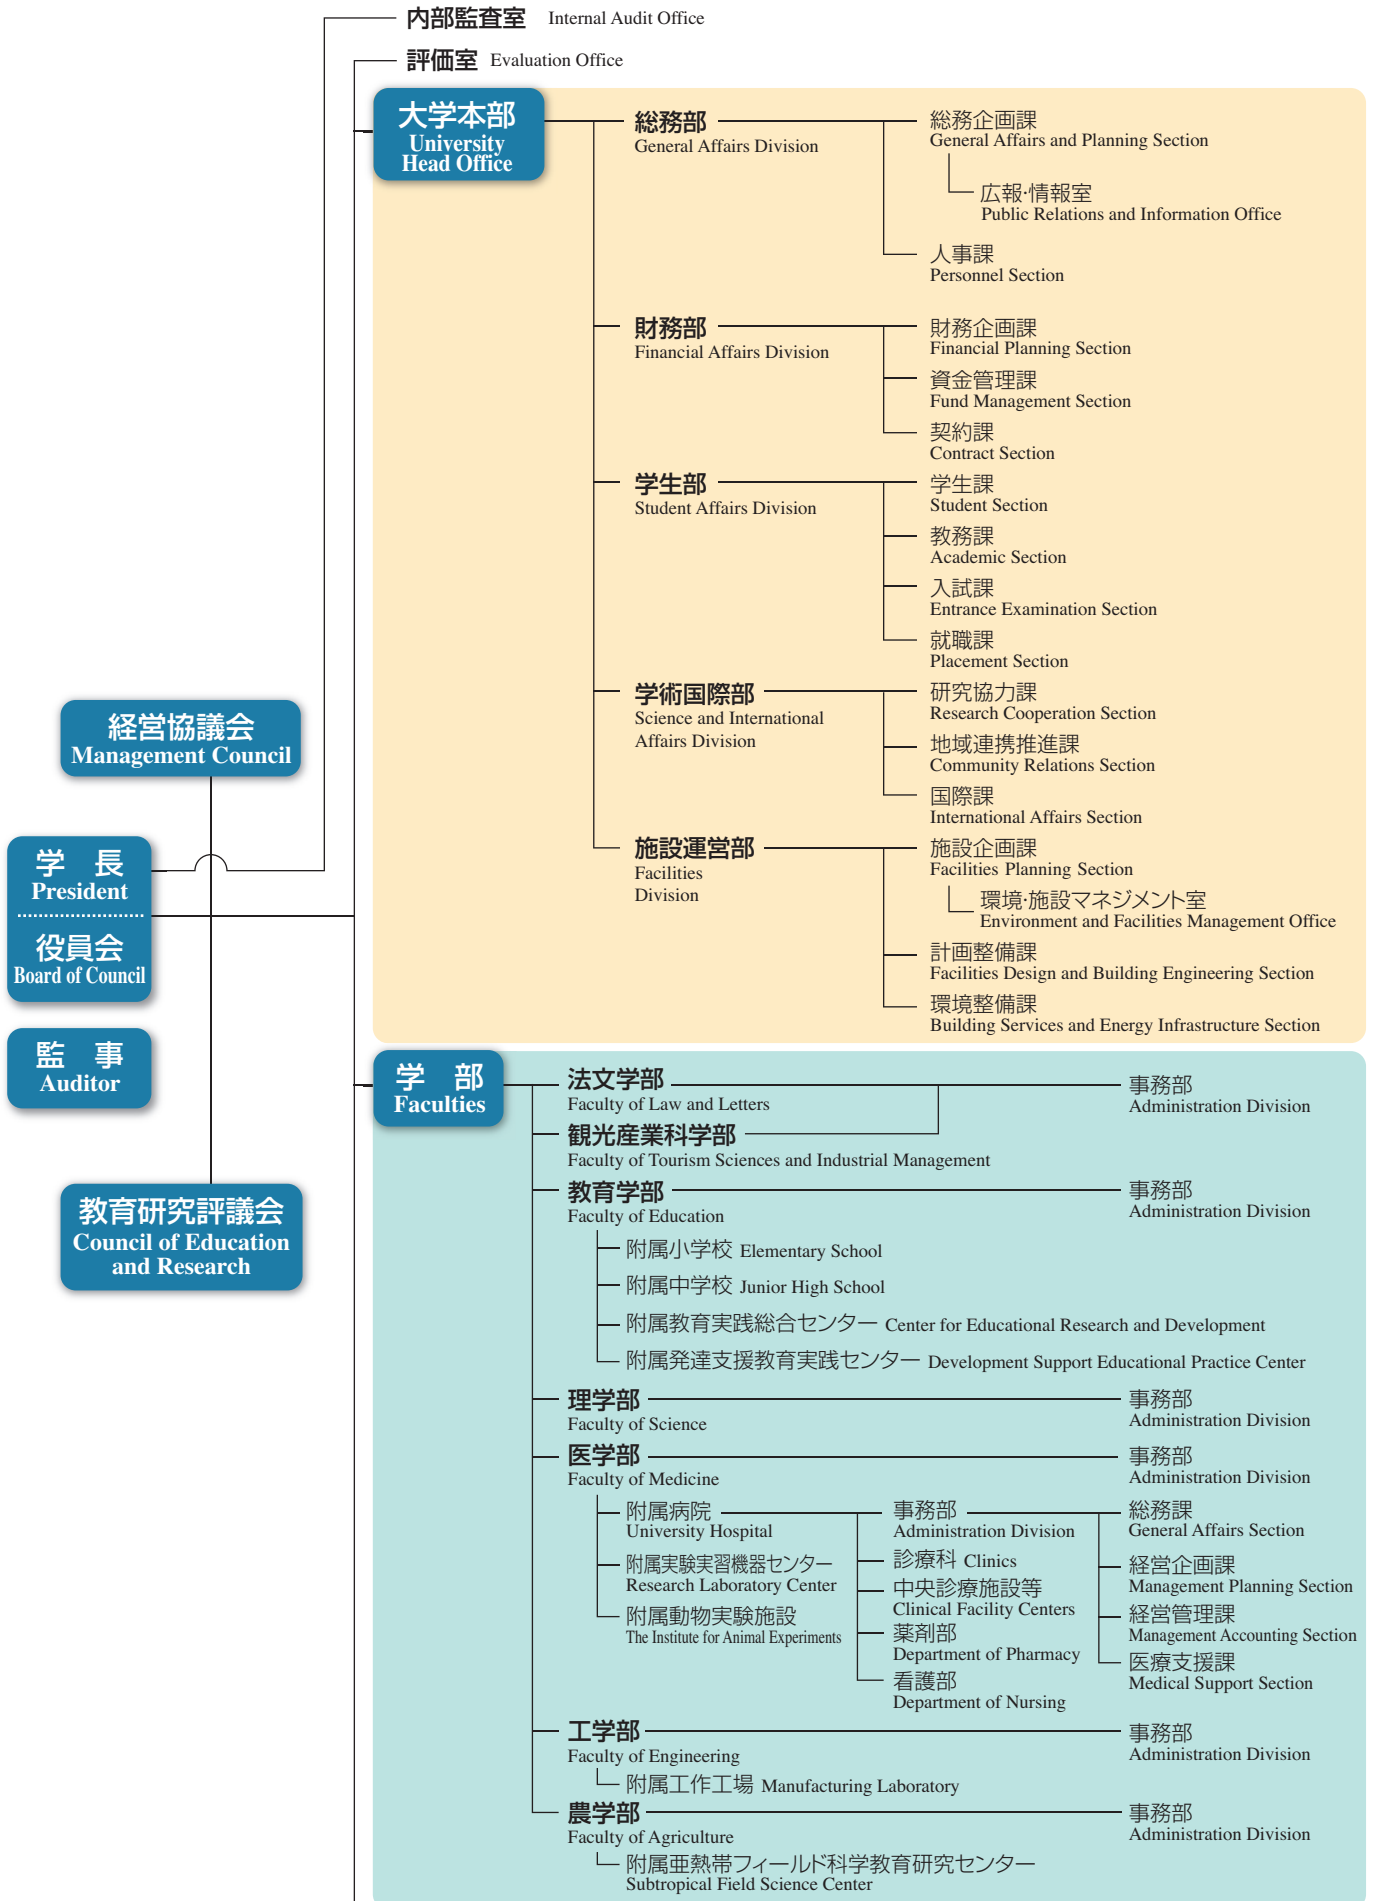 内部監査室 Internal Audit Office
評価室 Evaluation Office
大学本部
University
Head Office
総務部
General Affairs Division
総務企画課
General Affairs and Planning Section
広報・情報室
Public Relations and Information Office
人事課
Personnel Section
財務部
Financial Affairs Division
財務企画課
Financial Planning Section
資金管理課
Fund Management Section
契約課
Contract Section
学生部
Student Affairs Division
学生課
Student Section
教務課
Academic Section
入試課
Entrance Examination Section
就職課
Placement Section
学術国際部
Science and International
Affairs Division
研究協力課
Research Cooperation Section
地域連携推進課
Community Relations Section
国際課
International Affairs Section
施設運営部
Facilities
Division
施設企画課
Facilities Planning Section
環境・施設マネジメント室
Environment and Facilities Management Office
計画整備課
Facilities Design and Building Engineering Section
環境整備課
Building Services and Energy Infrastructure Section
経営協議会
Management Council
学 長
President
役員会
Board of Council
監 事
Auditor
教育研究評議会
Council of Education
and Research
学 部
Faculties
法文学部
Faculty of Law and Letters
事務部
Administration Division
観光産業科学部
Faculty of Tourism Sciences and Industrial Management
教育学部
Faculty of Education
事務部
Administration Division
附属小学校 Elementary School
附属中学校 Junior High School
附属教育実践総合センター Center for Educational Research and Development
附属発達支援教育実践センター Development Support Educational Practice Center
理学部
Faculty of Science
事務部
Administration Division
医学部
Faculty of Medicine
事務部
Administration Division
附属病院
University Hospital
附属実験実習機器センター
Research Laboratory Center
附属動物実験施設
The Institute for Animal Experiments
事務部
Administration Division
診療科 Clinics
中央診療施設等
Clinical Facility Centers
薬剤部
Department of Pharmacy
看護部
Department of Nursing
総務課
General Affairs Section
経営企画課
Management Planning Section
経営管理課
Management Accounting Section
医療支援課
Medical Support Section
工学部
Faculty of Engineering
事務部
Administration Division
附属工作工場 Manufacturing Laboratory
農学部
Faculty of Agriculture
事務部
Administration Division
附属亜熱帯フィールド科学教育研究センター
Subtropical Field Science Center